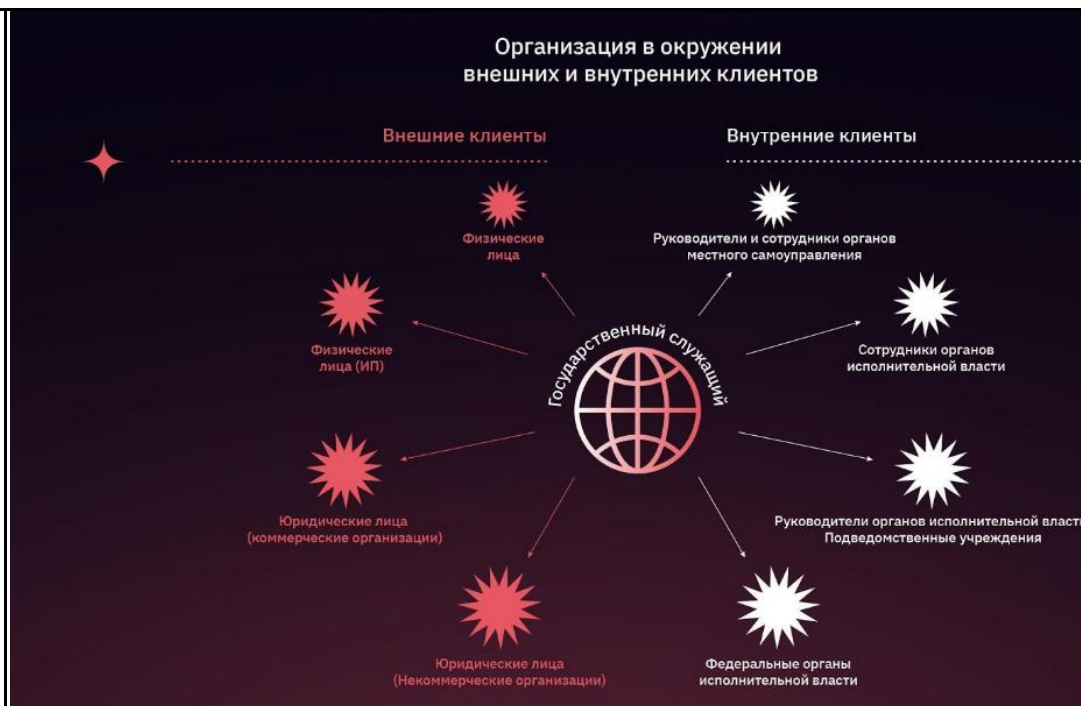 Организация в окружении
внешних и внутренних клиентов
Внешние клиенты
Внутренние клиенты
Физические
лица
Руководители и сотрудники органов
местного самоуправления
Физические
лица (ИП)
Государственный служащий
Сотрудники органов
исполнительной власти
Юридические лица
(коммерческие организации)
Руководители органов исполнительной власти
Подведомственные учреждения
Юридические лица
(Некоммерческие организации)
Федеральные органы
исполнительной власти